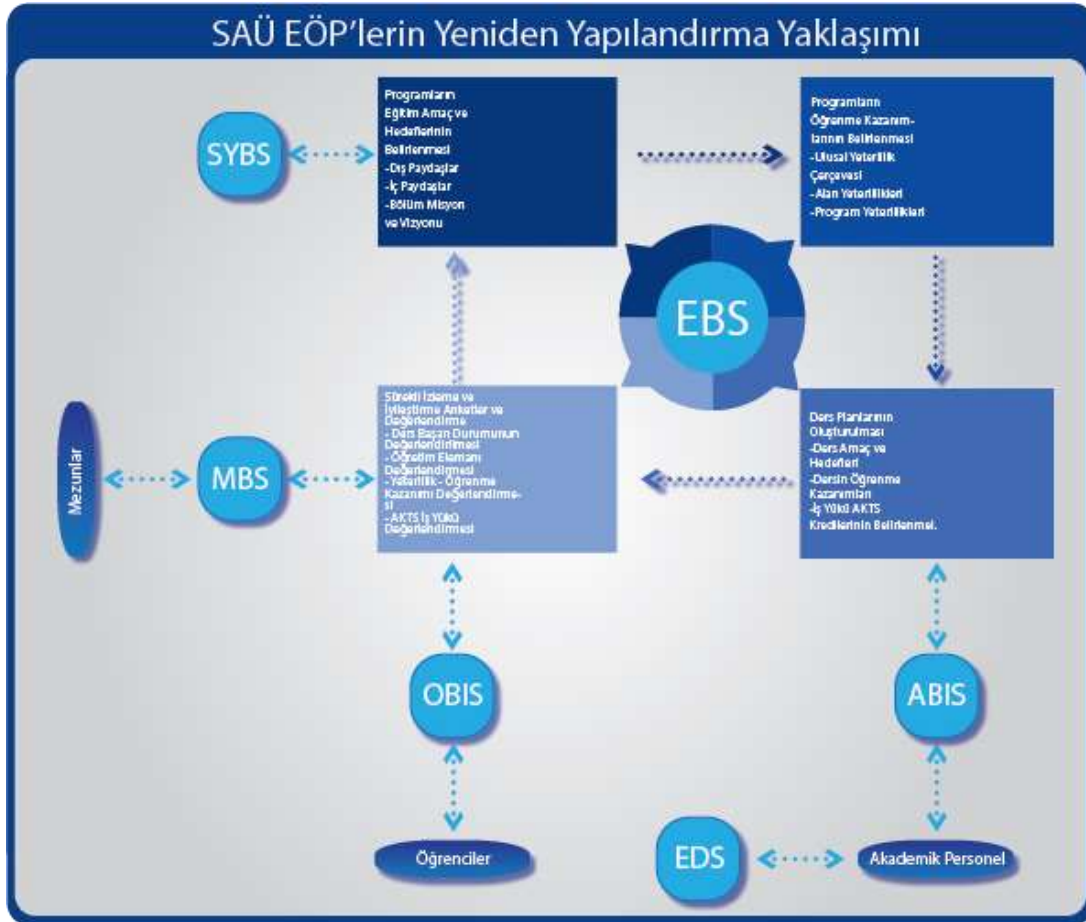 SAÜ EÖP'lerin Yeniden Yapılandırma Yaklaşımı
SYBS
Programların
Eğitim Amaç ve
Hedeflerinin
Belirlenmesi
-Dış Paydaşlar
-İç Paydaşlar
-Bölüm Misyon
ve Vizyonu
Programların
Öğrenme Kazanım-
larının Belirlenmesi
-Ulusal Yeterlilik
Çerçevesi
-Alan Yeterlilikleri
-Program Yeterlilikleri
EBS
Mezunlar
MBS
Sürekli İzleme ve
İyileştirme Anketler ve
Değerlendirme
- Ders Başarı Durumunun
Değerlendirilmesi
- Öğretim Elemanı
Değerlendirmesi
-Yeterlilik - Öğrenme
Kazanımı Değerlendirme-
si
- AKTS İş Yükü
Değerlendirmesi
Ders Planlarının
Oluşturulması
-Ders Amaç ve
Hedefleri
-Dersin Öğrenme
Kazanımları
-İş Yükü AKTS
Kredilerinin Belirlenmel.
OBIS
ABIS
Öğrenciler
EDS
Akademik Personel